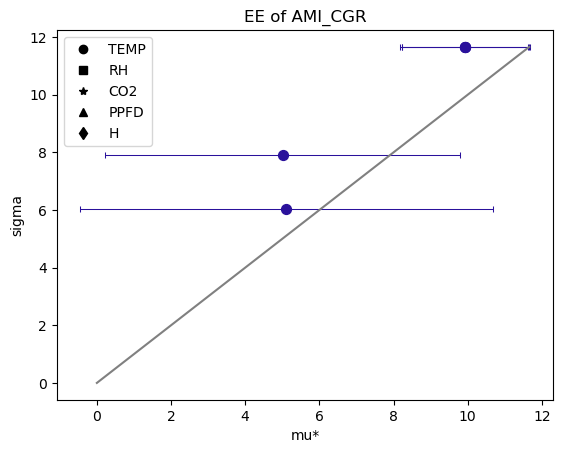 EE of AMI_CGR
TEMP
RH
CO2
PPFD
H
12
10
8
6
4
2
0
sigma
0 2 4 6 8 10 12
mu*